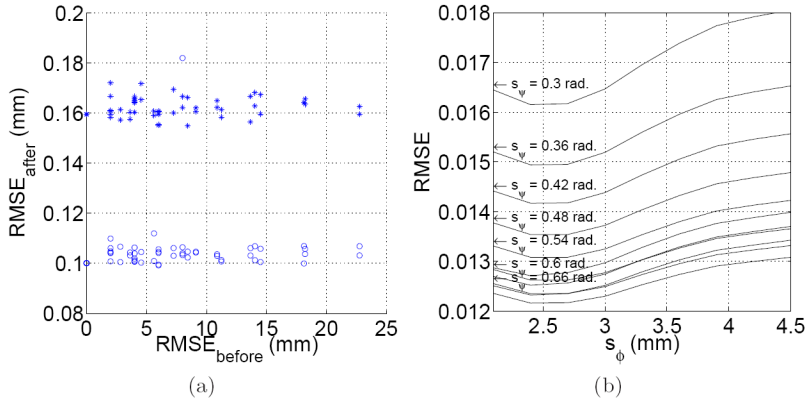 0.2
0.18
0.16
0.14
0.12
0.1
0.08
RMSE_after (mm)
0 5 10 15 20 25
RMSE_before (mm)
(a)
0.018
0.017
0.016
0.015
0.014
0.013
0.012
RMSE
← s_ψ = 0.3 rad.
← s_ψ = 0.36 rad.
← s_ψ = 0.42 rad.
← s_ψ = 0.48 rad.
← s_ψ = 0.54 rad.
← s_ψ = 0.6 rad.
← s_ψ = 0.66 rad.
2.5 3 3.5 4 4.5
s_ϕ (mm)
(b)